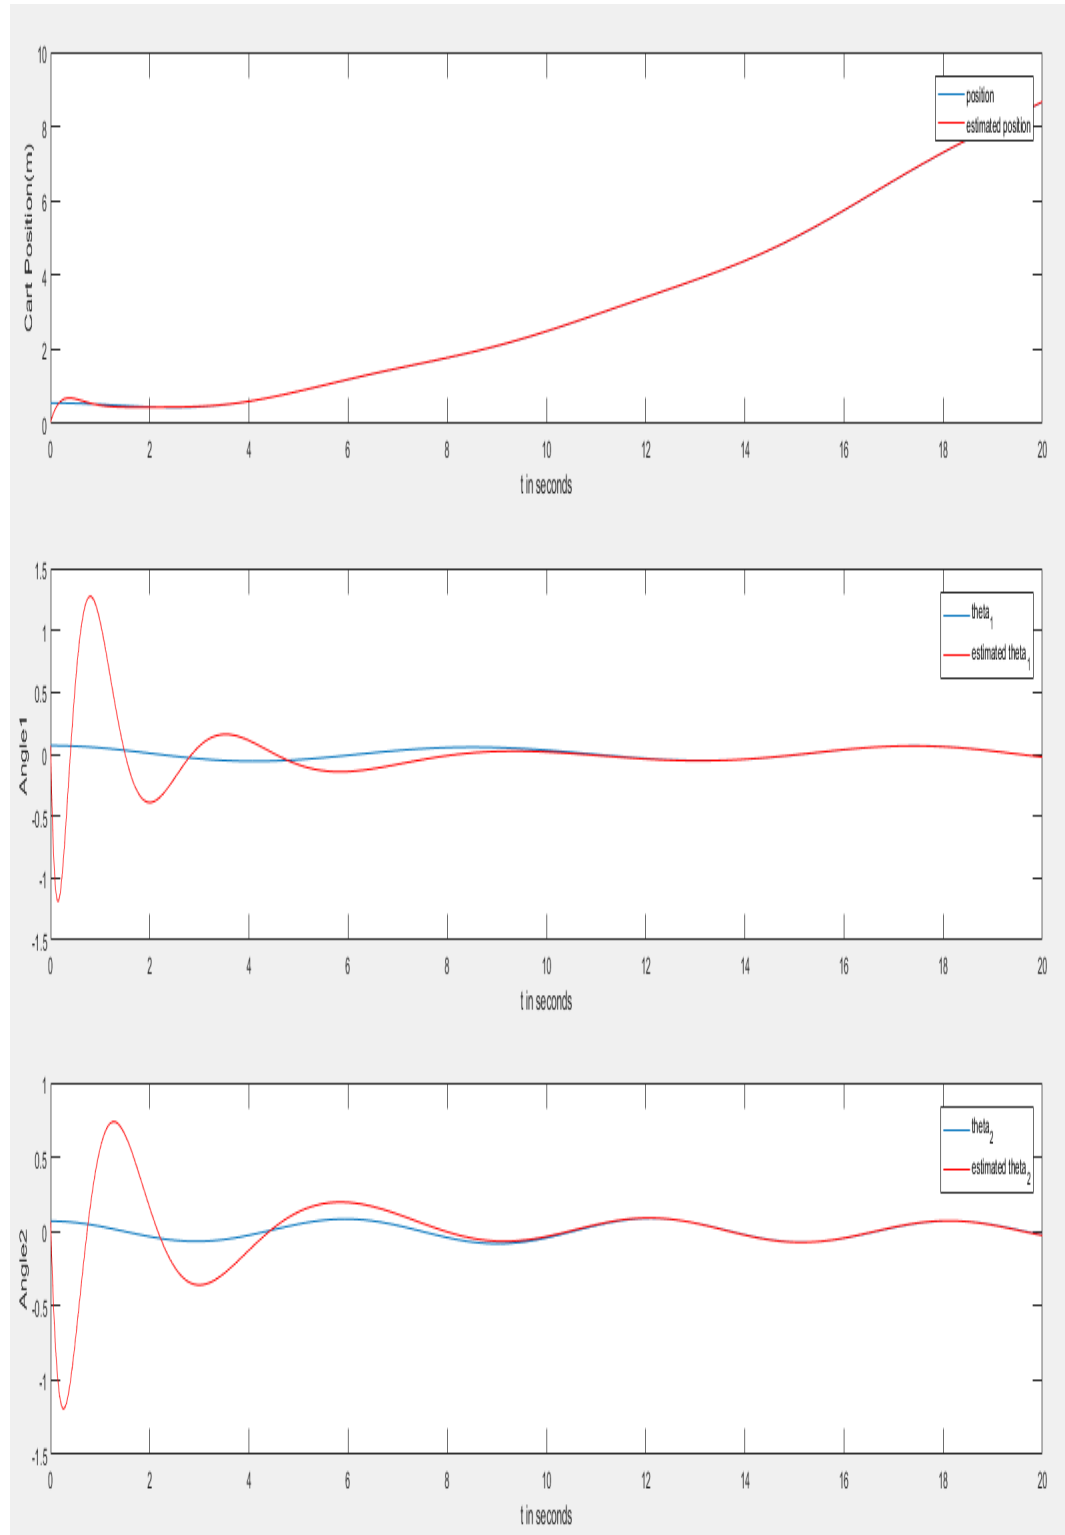 10
8
6
4
2
0
Cart Position(m)
position
estimated position
0 2 4 6 8 10 12 14 16 18 20
t in seconds
1.5
1
0.5
0
-0.5
-1
-1.5
Angle1
theta1
estimated theta1
0 2 4 6 8 10 12 14 16 18 20
t in seconds
1
0.5
0
-0.5
-1
-1.5
Angle2
theta2
estimated theta2
0 2 4 6 8 10 12 14 16 18 20
t in seconds